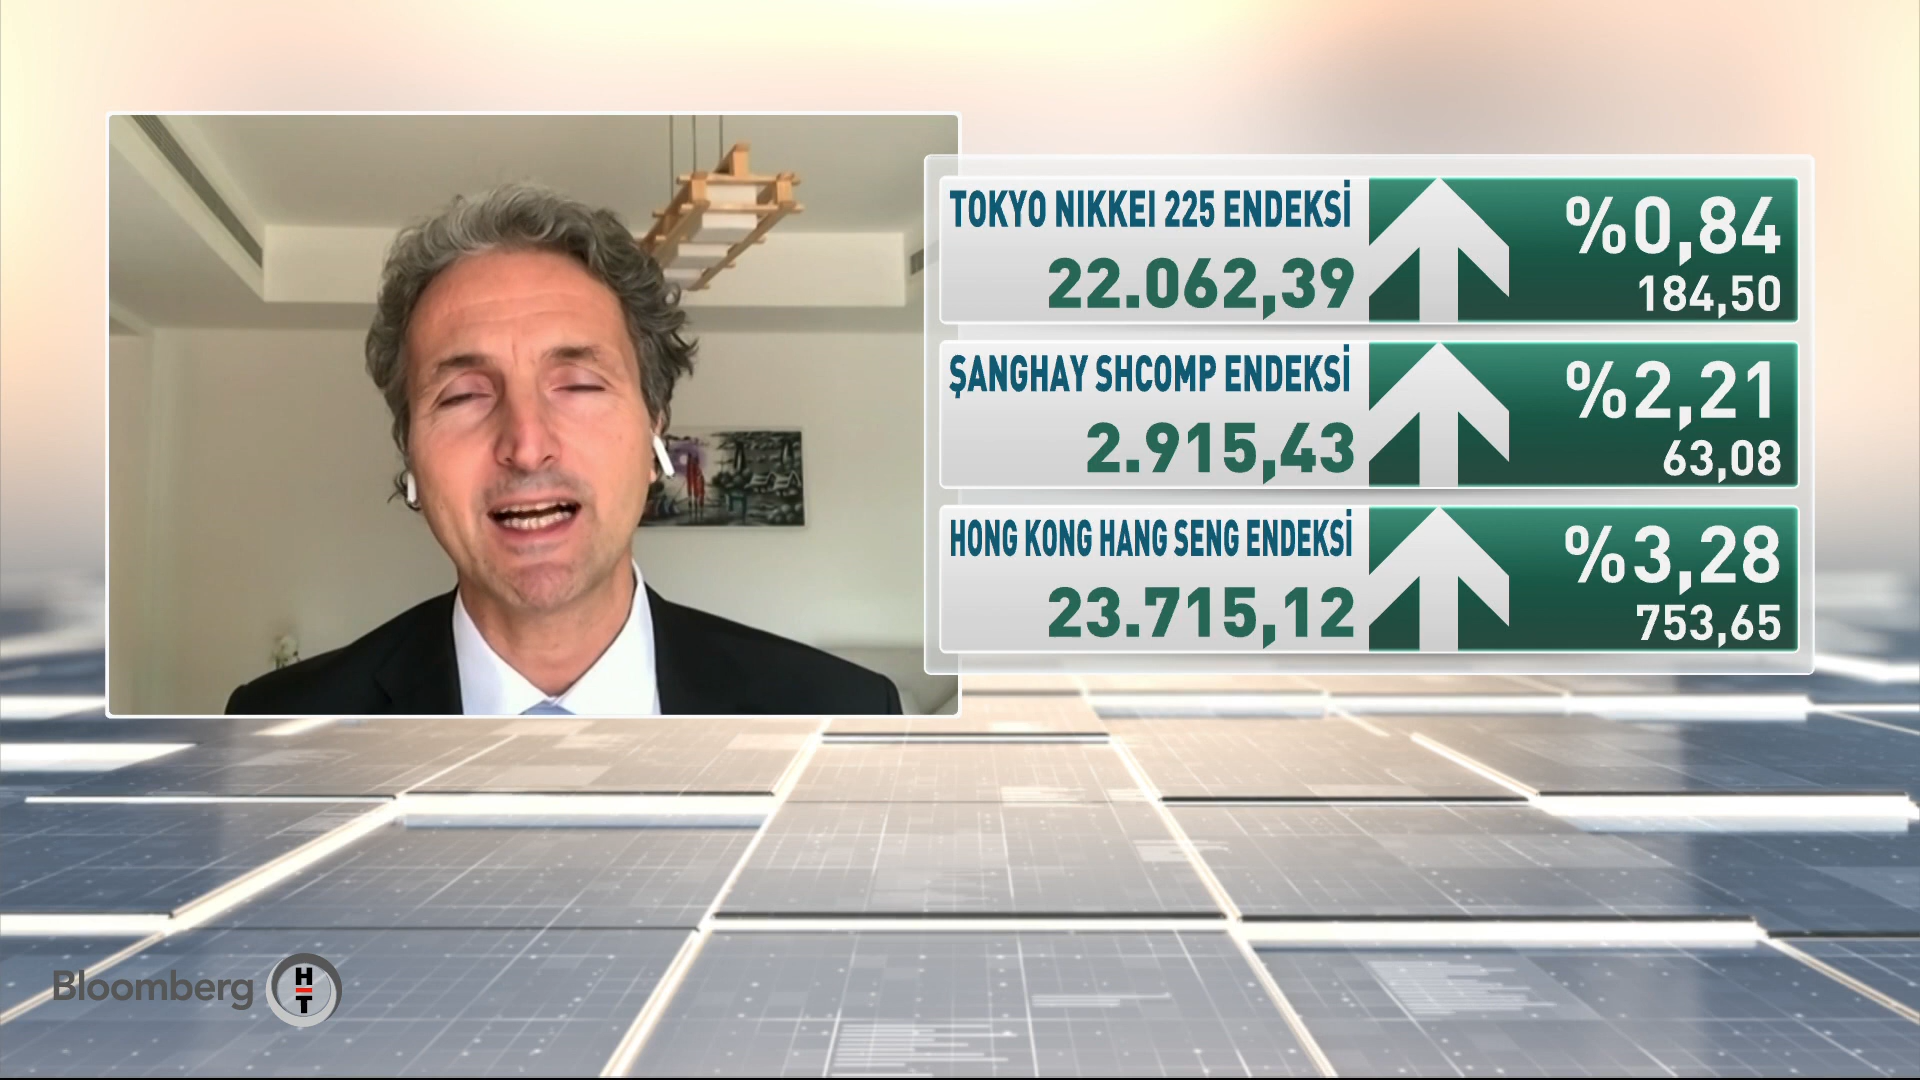 TOKYO NIKKEI 225 ENDEKSİ
22.062,39
%0,84
184,50
ŞANGHAY SHCOMP ENDEKSİ
2.915,43
%2,21
63,08
HONG KONG HANG SENG ENDEKSİ
23.715,12
%3,28
753,65
Bloomberg HT